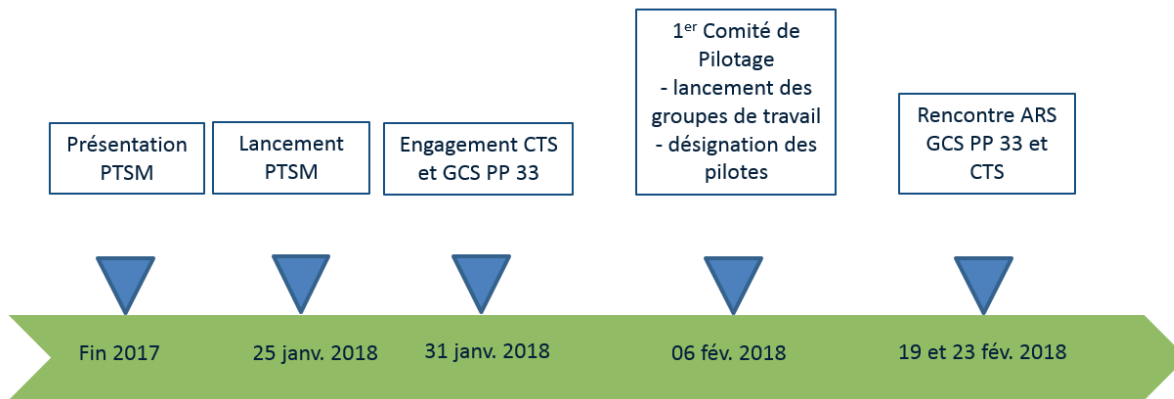 Présentation
PTSM
Lancement
PTSM
Engagement CTS
et GCS PP 33
1er Comité de
Pilotage
- lancement des
groupes de travail
- désignation des
pilotes
Rencontre ARS
GCS PP 33 et
CTS
Fin 2017
25 janv. 2018
31 janv. 2018
06 fév. 2018
19 et 23 fév. 2018